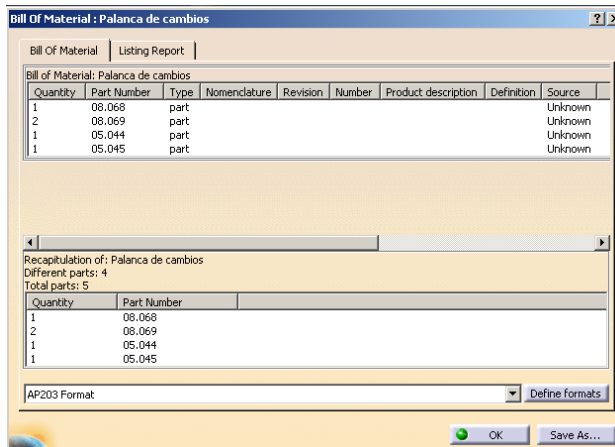 Bill Of Material : Palanca de cambios
Bill Of Material Listing Report
Bill of Material: Palanca de cambios
Quantity Part Number Type Nomenclature Revision Number Product description Definition Source
1 08.068 part Unknown
2 08.069 part Unknown
1 05.044 part Unknown
1 05.045 part Unknown
Recapitulation of: Palanca de cambios
Different parts: 4
Total parts: 5
Quantity Part Number
1 08.068
2 08.069
1 05.044
1 05.045
AP203 Format Define formats
OK Save As...